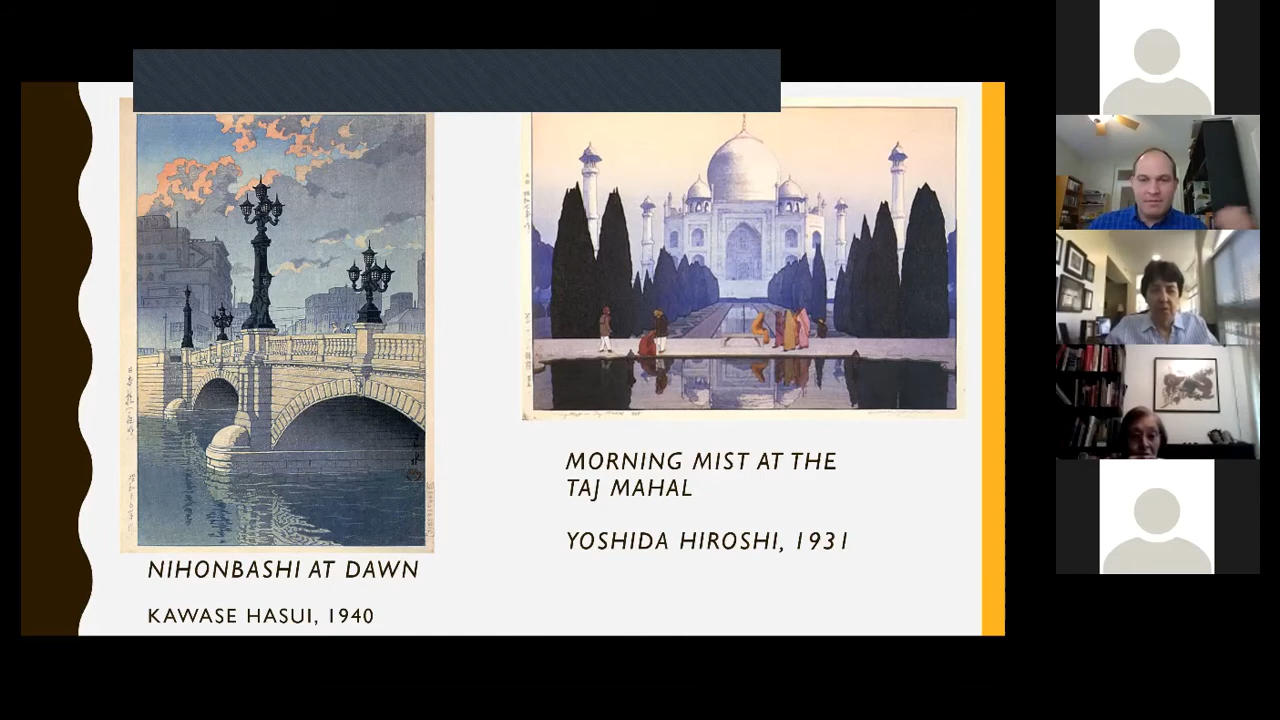 NIHONBASHI AT DAWN
KAWASE HASUI, 1940
MORNING MIST AT THE
TAJ MAHAL
YOSHIDA HIROSHI, 1931